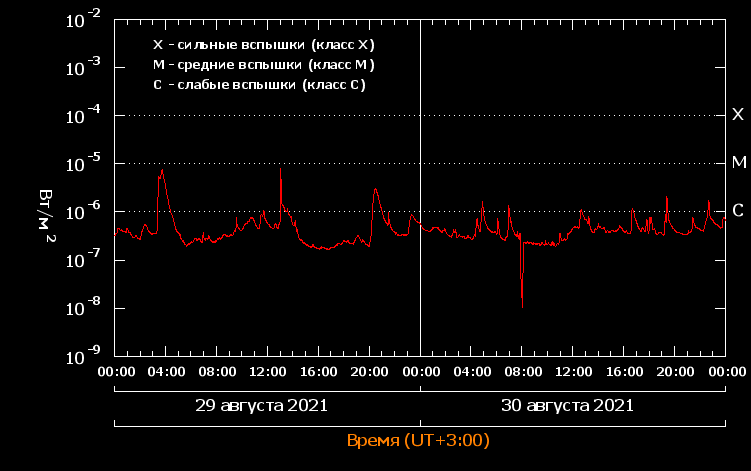 10⁻²
X - сильные вспышки (класс X)
M - средние вспышки (класс M)
C - слабые вспышки (класс C)
10⁻³
10⁻⁴ X
10⁻⁵ M
10⁻⁶ C
10⁻⁷
10⁻⁸
10⁻⁹
Вт/м²
00:00 04:00 08:00 12:00 16:00 20:00 00:00 04:00 08:00 12:00 16:00 20:00 00:00
29 августа 2021 30 августа 2021
Время (UT+3:00)